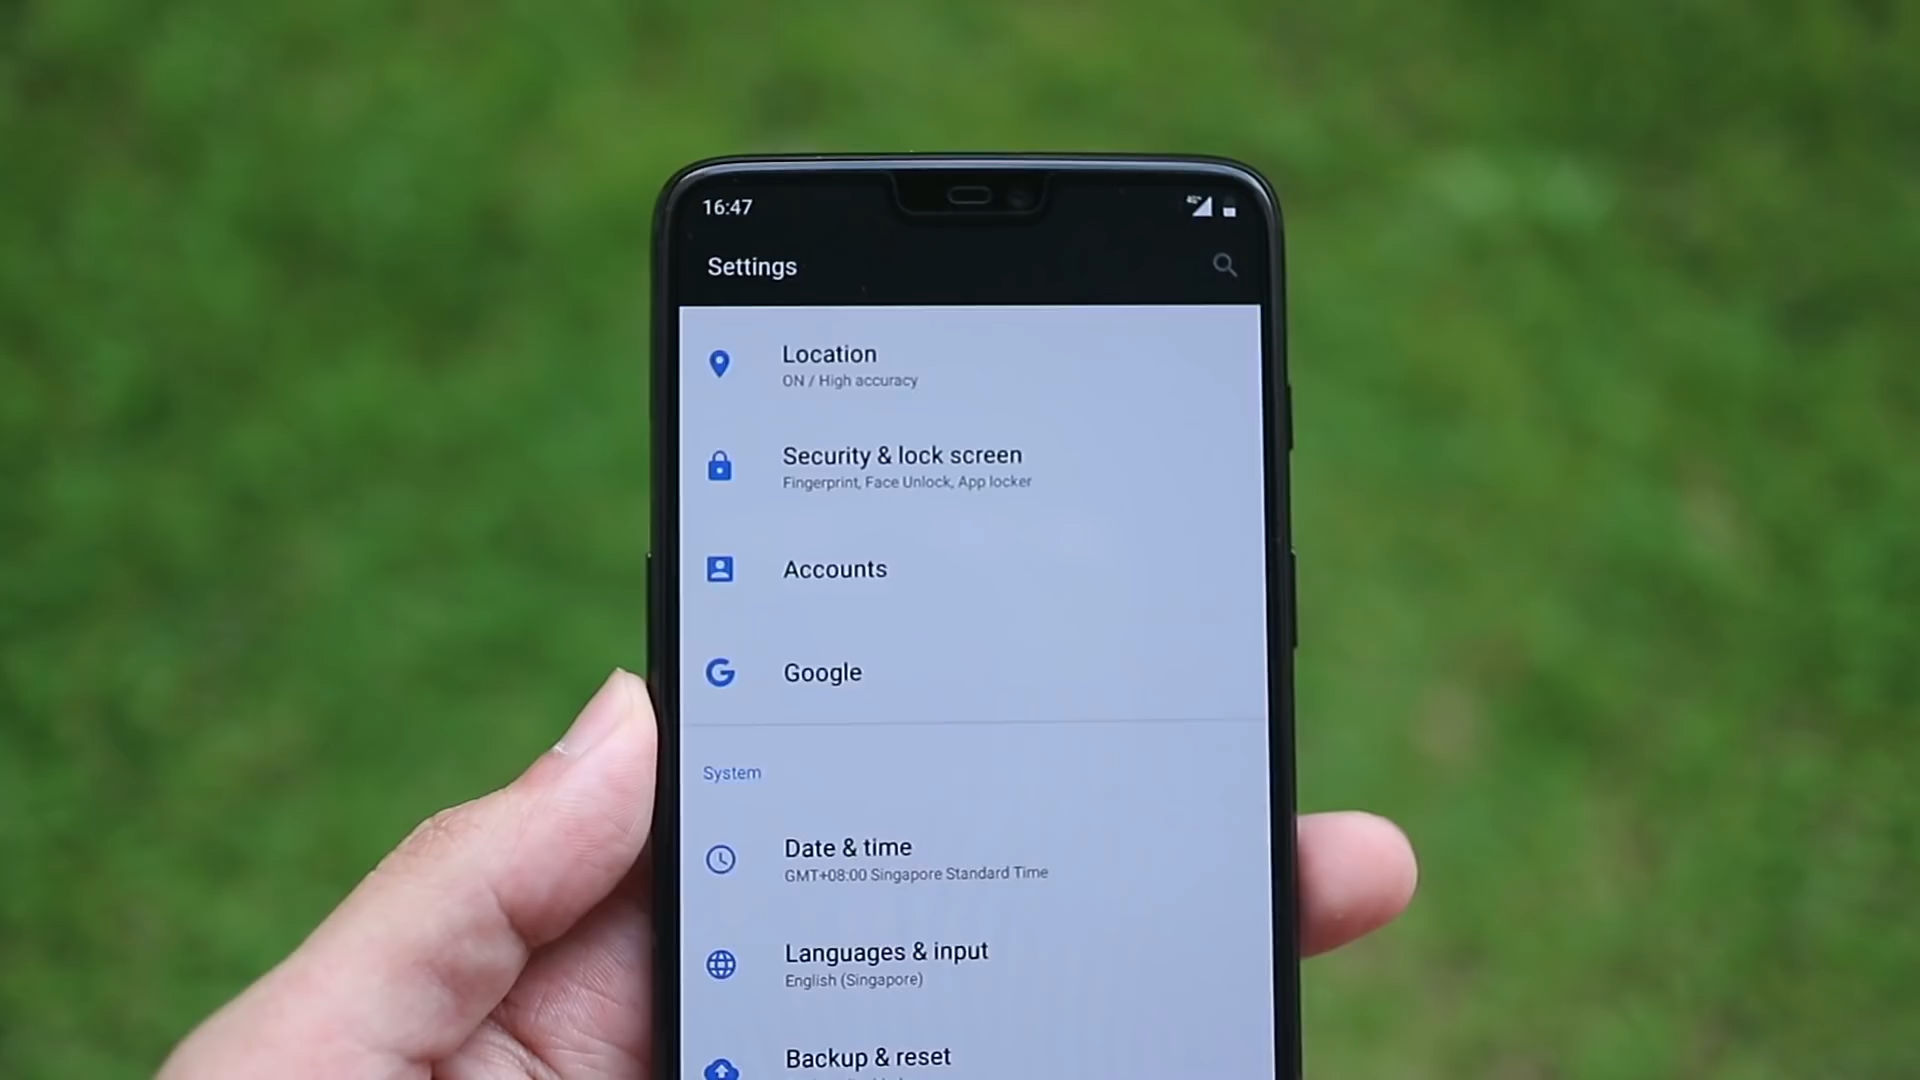 16:47
4G+
Settings
Location
ON / High accuracy
Security & lock screen
Fingerprint, Face Unlock, App locker
Accounts
Google
System
Date & time
GMT+08:00 Singapore Standard Time
Languages & input
English (Singapore)
Backup & reset